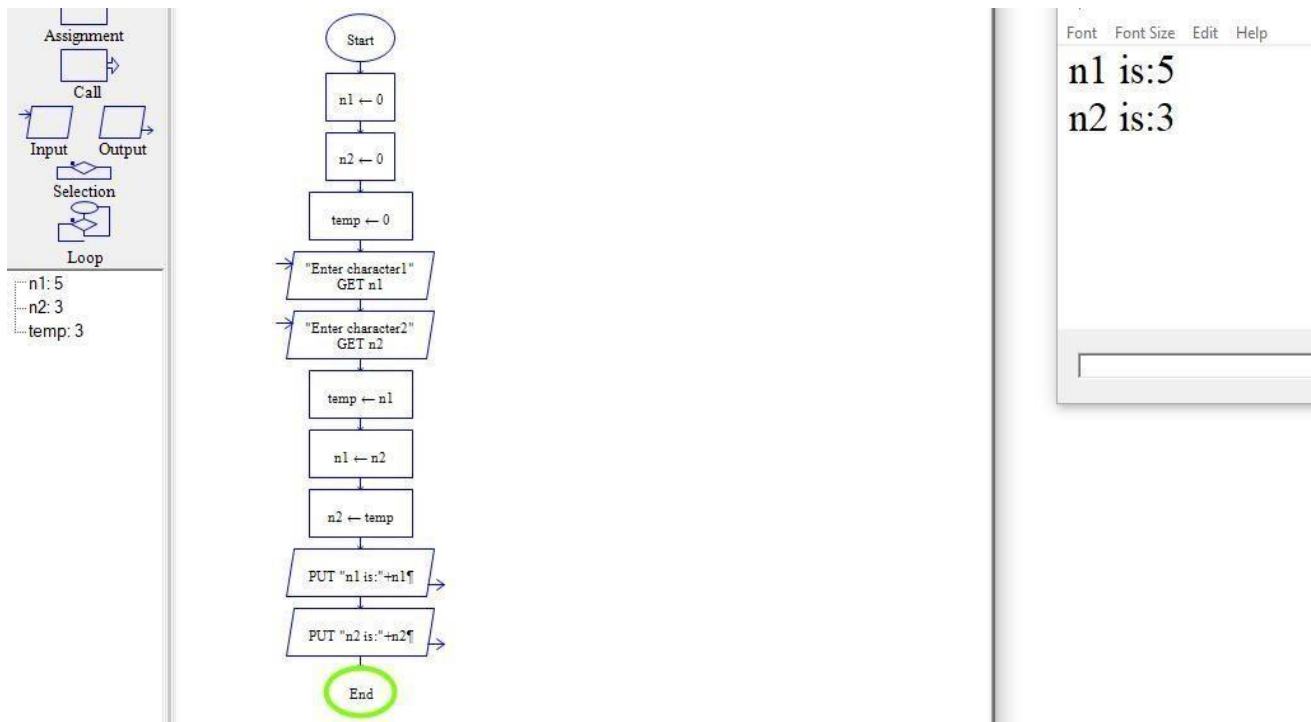 Assignment
Call
Input Output
Selection
Loop
n1: 5
n2: 3
temp: 3
Start
n1 ← 0
n2 ← 0
temp ← 0
"Enter character1"
GET n1
"Enter character2"
GET n2
temp ← n1
n1 ← n2
n2 ← temp
PUT "n1 is:"+n1¶
PUT "n2 is:"+n2¶
End
Font Font Size Edit Help
n1 is:5
n2 is:3